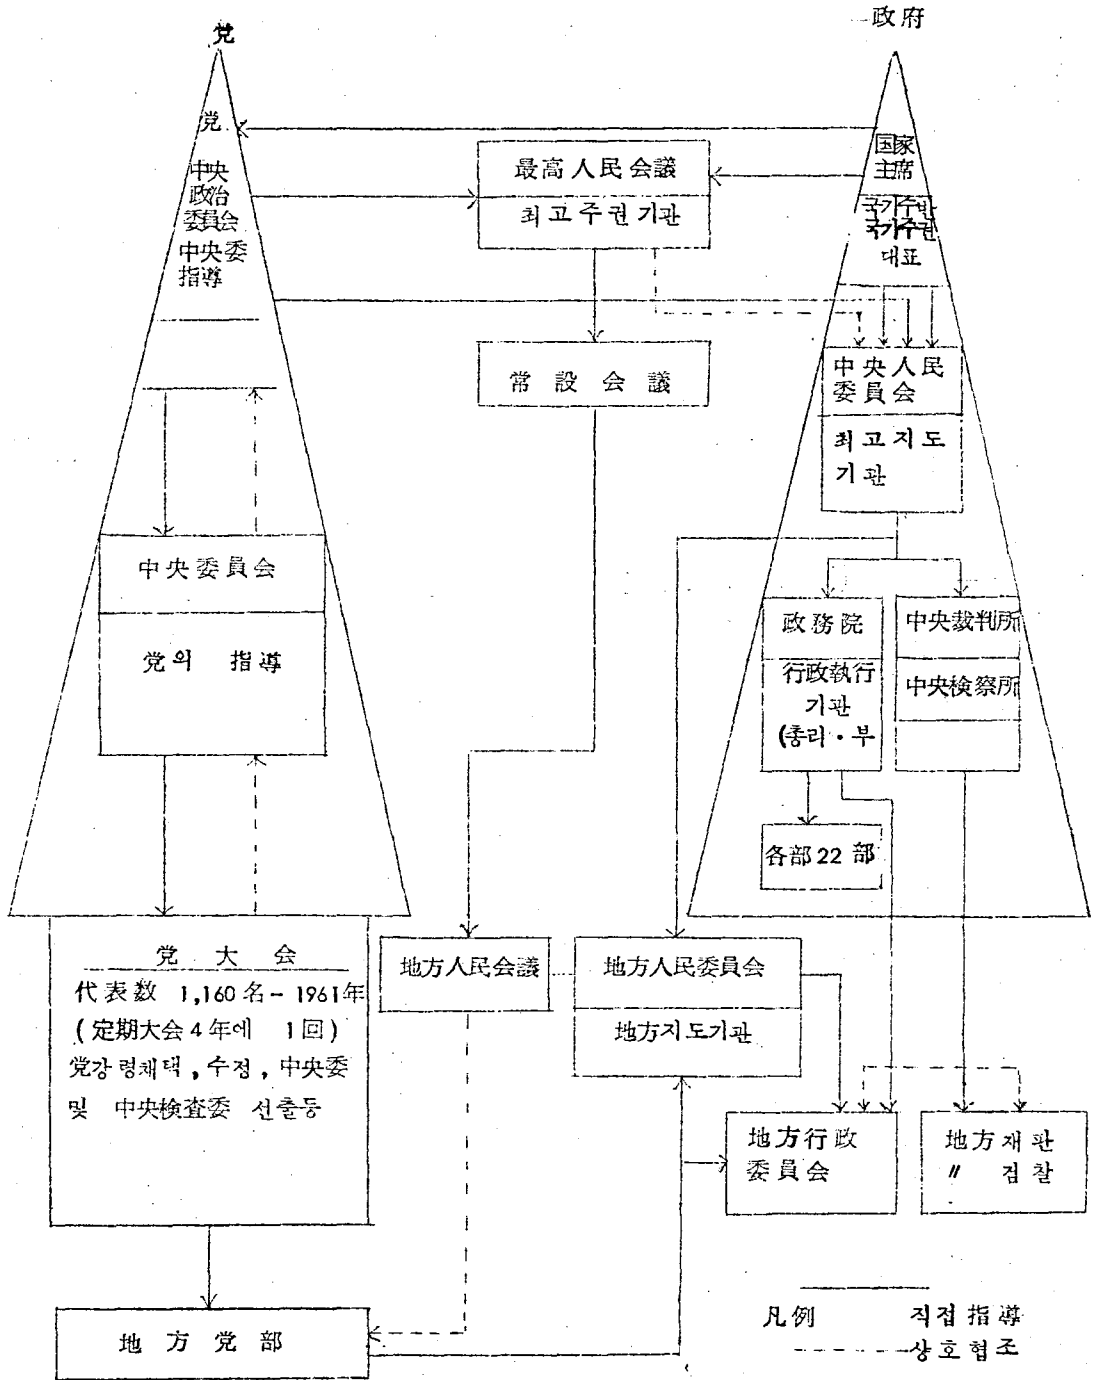 党
政府
党
中央
政治
委員会
中央委
指導
最高人民会議
최고주권기관
国家
主席
국가수반
국가주권
대표
常設会議
中央人民
委員会
최고지도
기관
中央委員会
党의 指導
政務院
行政執行
기관
(총리·부
中央裁判所
中央検察所
各部22部
党大会
代表数 1,160名-1961年
(定期大会4年에 1回)
党강령채택, 수정, 中央委
및 中央検査委 선출등
地方人民会議
地方人民委員会
地方지도기관
地方行政
委員会
地方재판
〃 검찰
地方党部
凡例 직접指導
상호협조